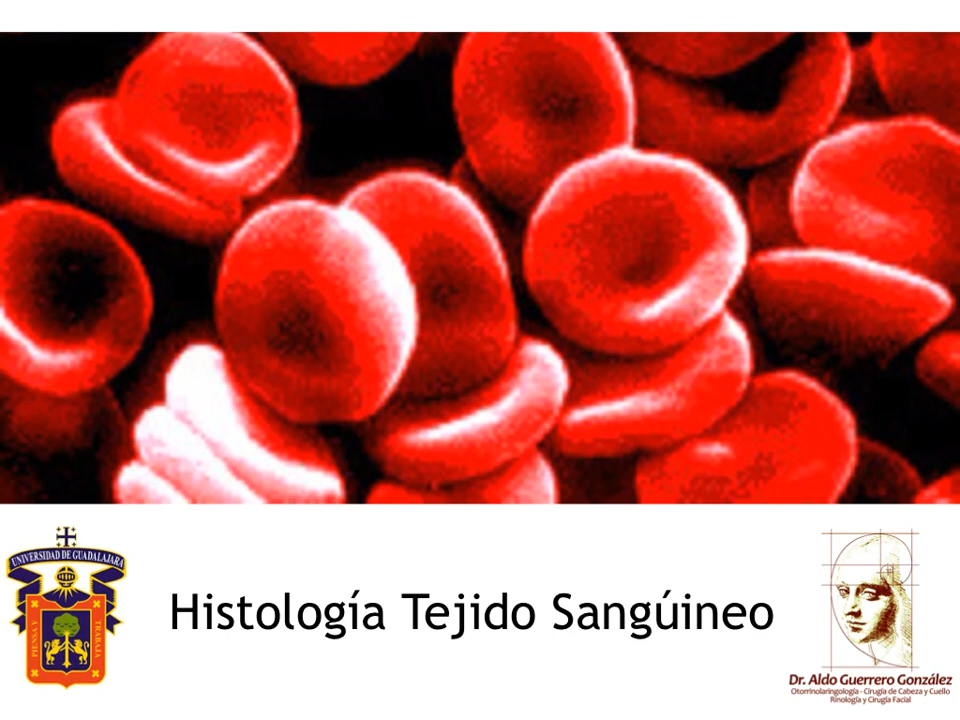 UNIVERSIDAD DE GUADALAJARA
PIENSA Y
TRABAJA
Histología Tejido Sangúineo
Dr. Aldo Guerrero González
Otorrinolaringología - Cirugía de Cabeza y Cuello
Rinología y Cirugía Facial